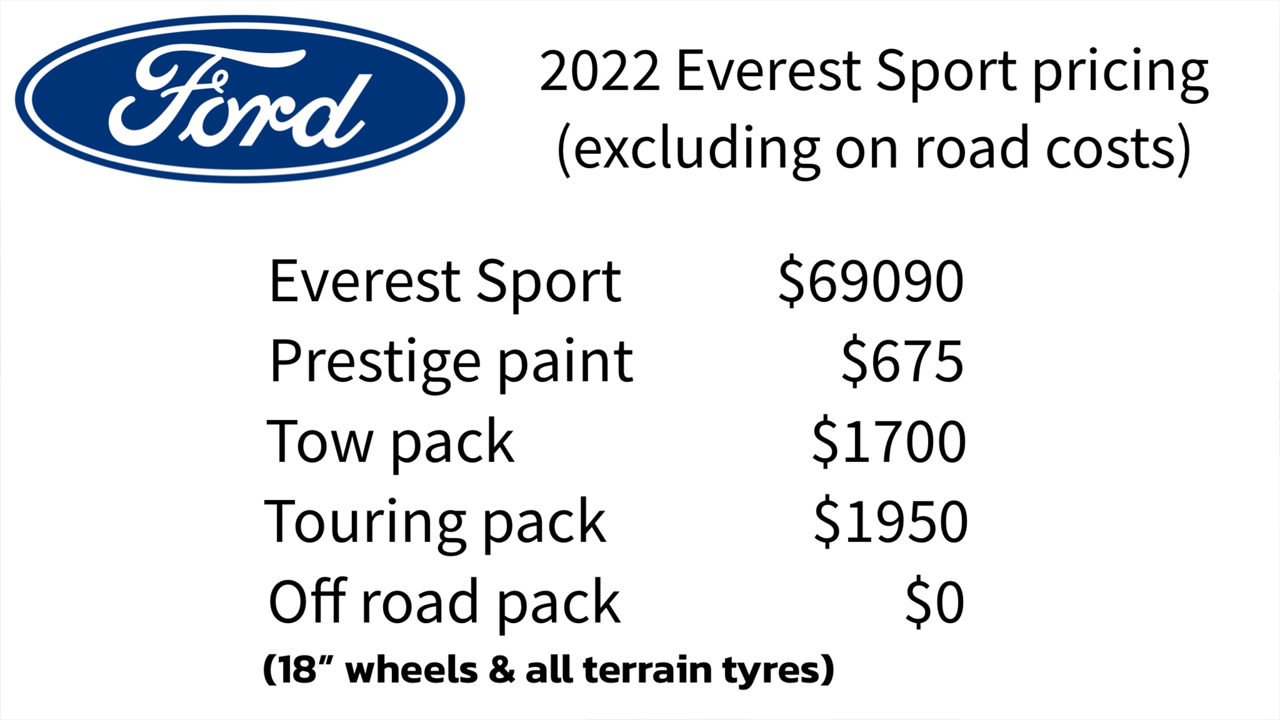 Ford
2022 Everest Sport pricing
(excluding on road costs)
Everest Sport $69090
Prestige paint $675
Tow pack $1700
Touring pack $1950
Off road pack $0
(18” wheels & all terrain tyres)